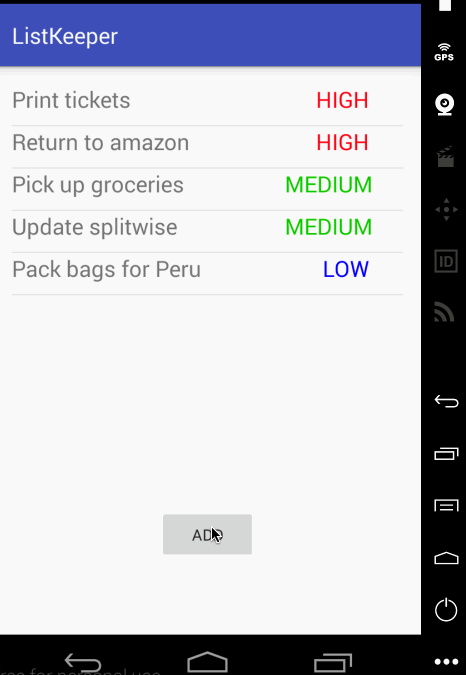 ListKeeper
GPS
Print tickets HIGH
Return to amazon HIGH
Pick up groceries MEDIUM
Update splitwise MEDIUM
ID
Pack bags for Peru LOW
ADD
for personal use